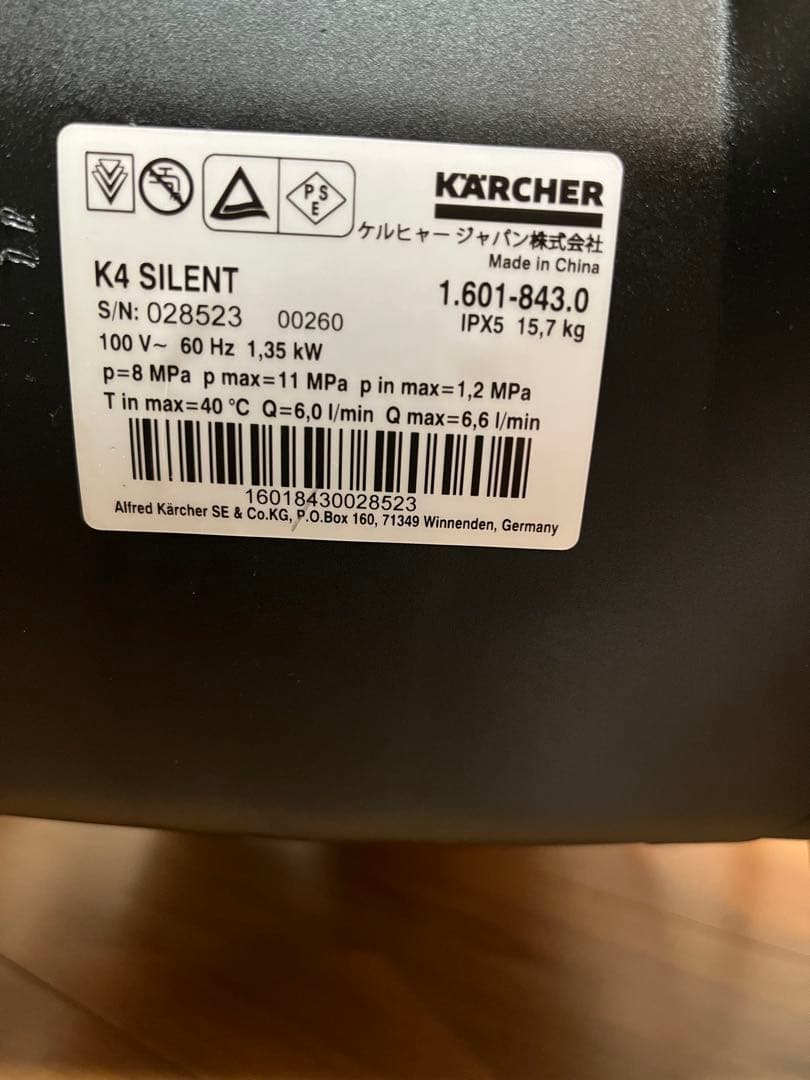 PSE
KÄRCHER
ケルヒャー ジャパン株式会社
Made in China
K4 SILENT
1.601-843.0
S/N: 028523 00260
IPX5 15,7 kg
100 V~ 60 Hz 1,35 kW
p=8 MPa p max=11 MPa p in max=1,2 MPa
T in max=40 °C Q=6,0 l/min Q max=6,6 l/min
16018430028523
Alfred Kärcher SE & Co.KG, P.O.Box 160, 71349 Winnenden, Germany